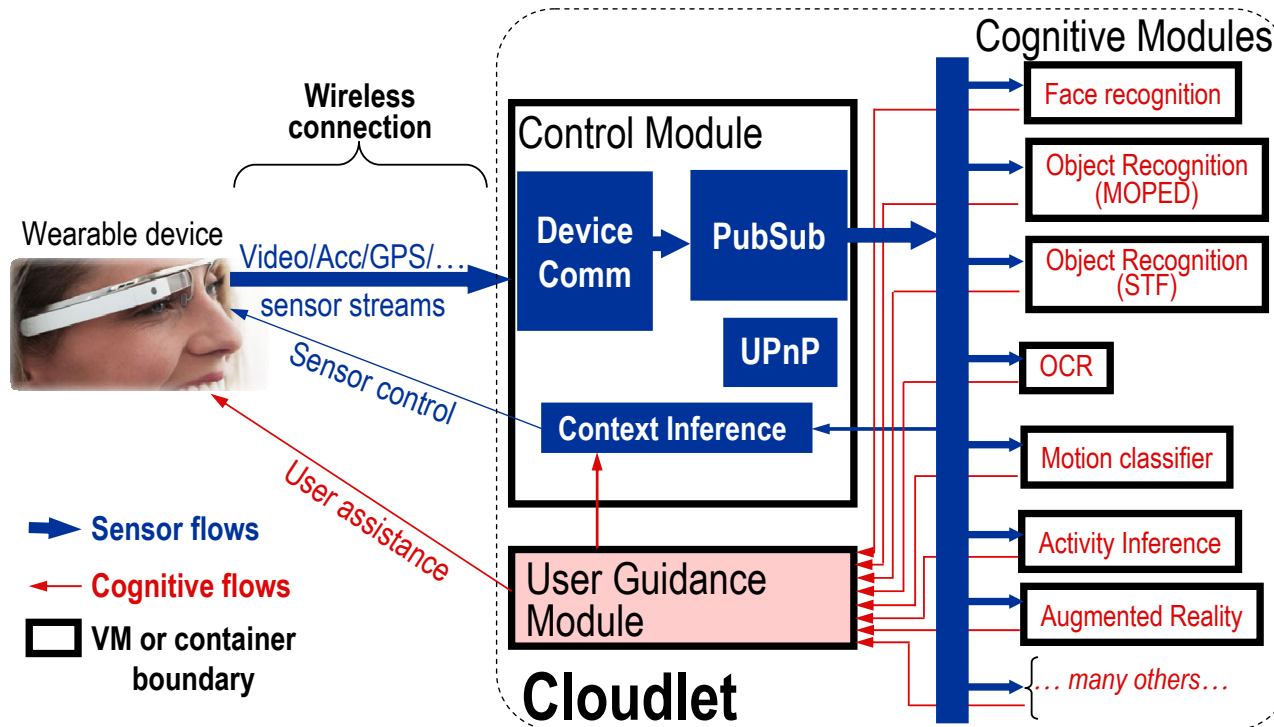 Cognitive Modules
Wireless
connection
Control Module
Face recognition
Object Recognition
(MOPED)
Wearable device
Device
Comm
PubSub
Video/Acc/GPS/...
sensor streams
Object Recognition
(STF)
UPnP
OCR
Sensor control
Context Inference
Motion classifier
User assistance
Sensor flows
Activity Inference
Cognitive flows
User Guidance
Module
Augmented Reality
VM or container
boundary
Cloudlet
... many others...